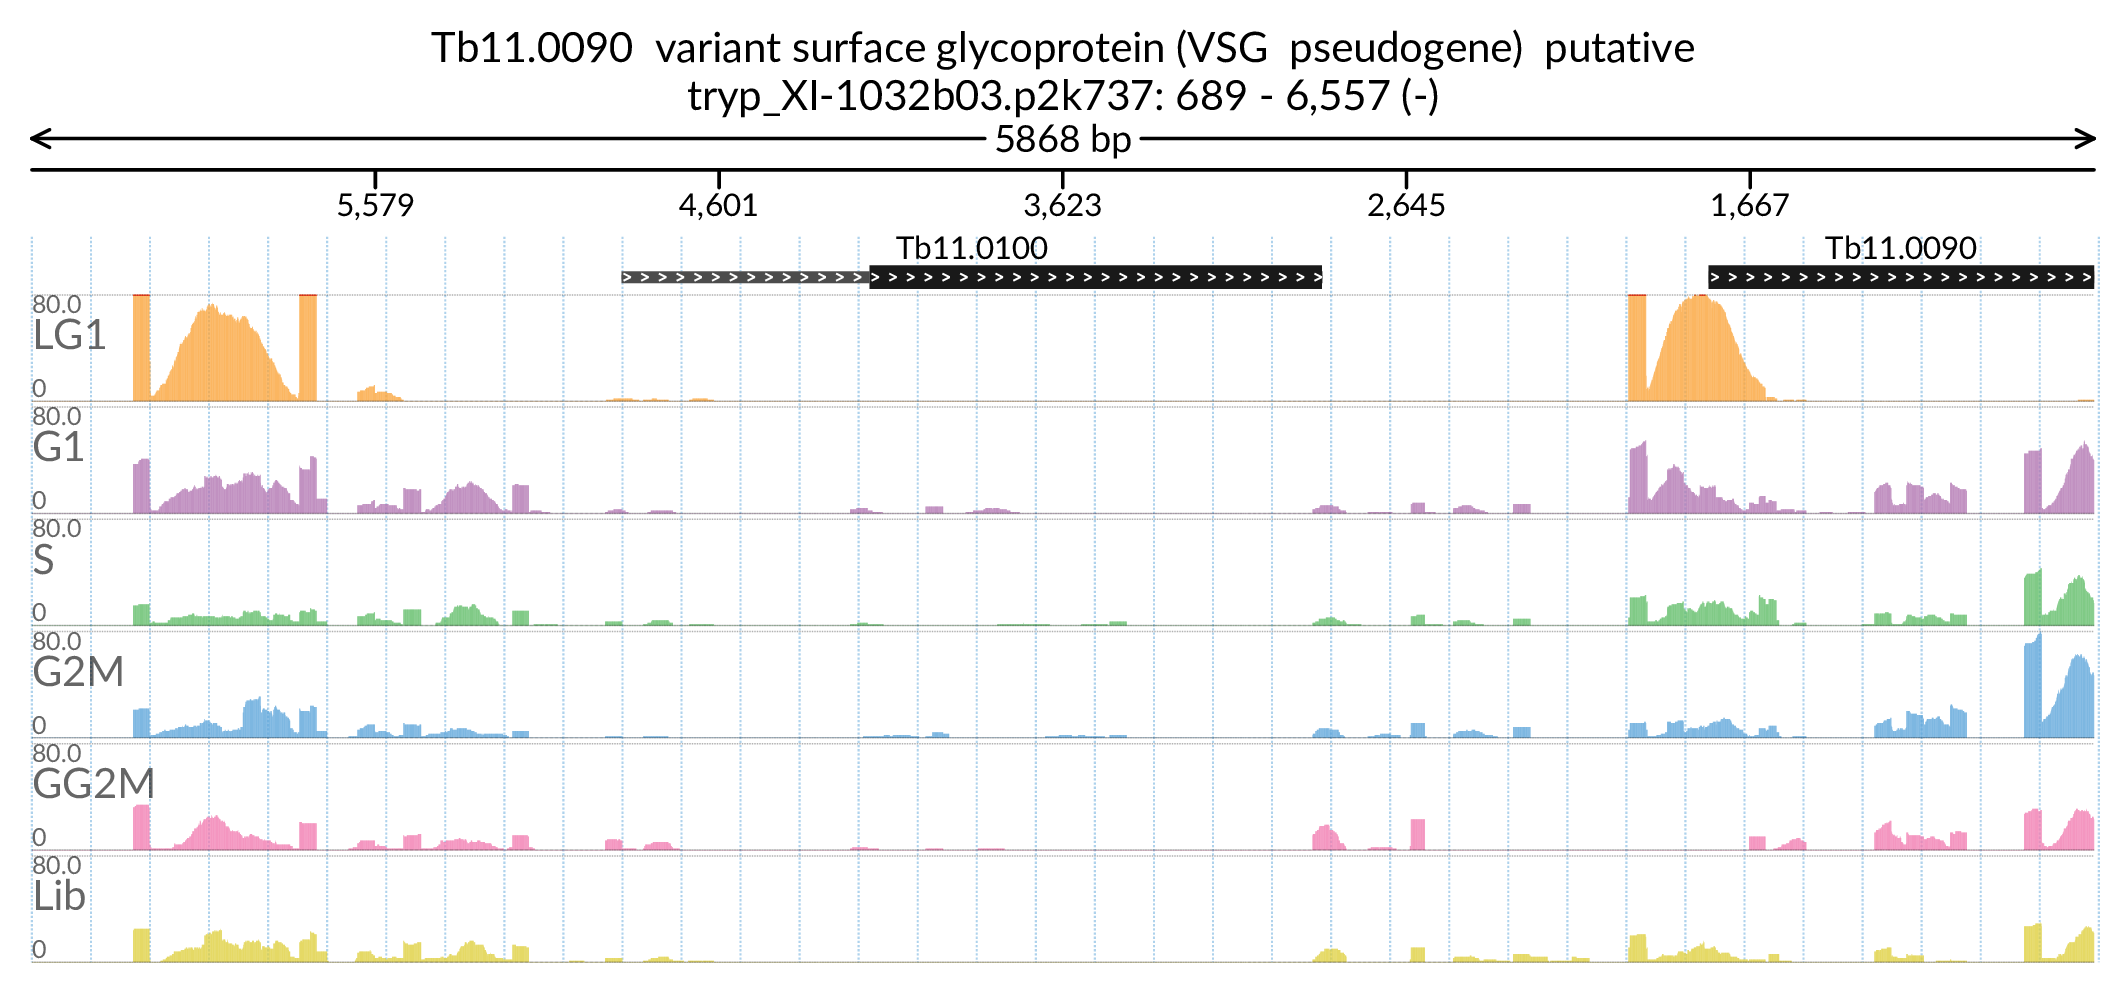 Tb11.0090 variant surface glycoprotein (VSG pseudogene) putative
tryp_XI-1032b03.p2k737: 689 - 6,557 (-)
5868 bp
5,579 4,601 3,623 2,645 1,667
Tb11.0100 Tb11.0090
80.0
LG1
0
80.0
G1
0
80.0
S
0
80.0
G2M
0
80.0
GG2M
0
80.0
Lib
0